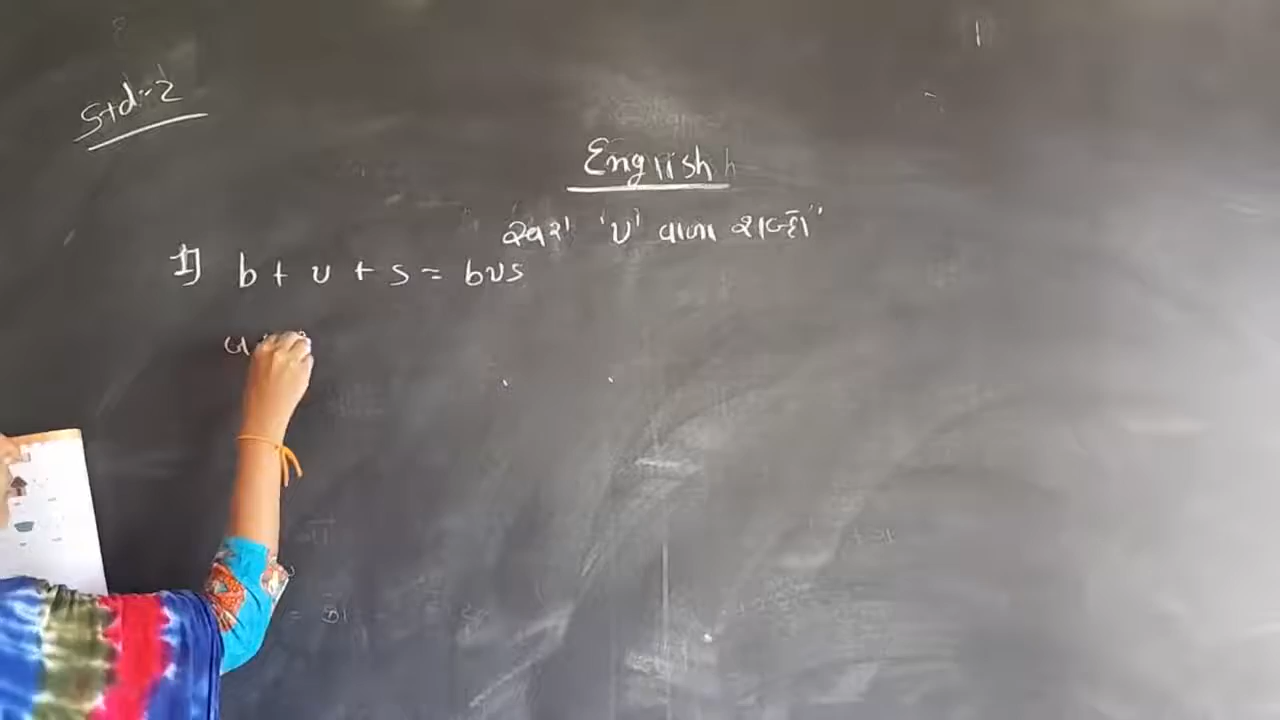 Std:-2
English
"સ્વર 'u' વાળા શબ્દો"
1) b + u + s = bus
બ